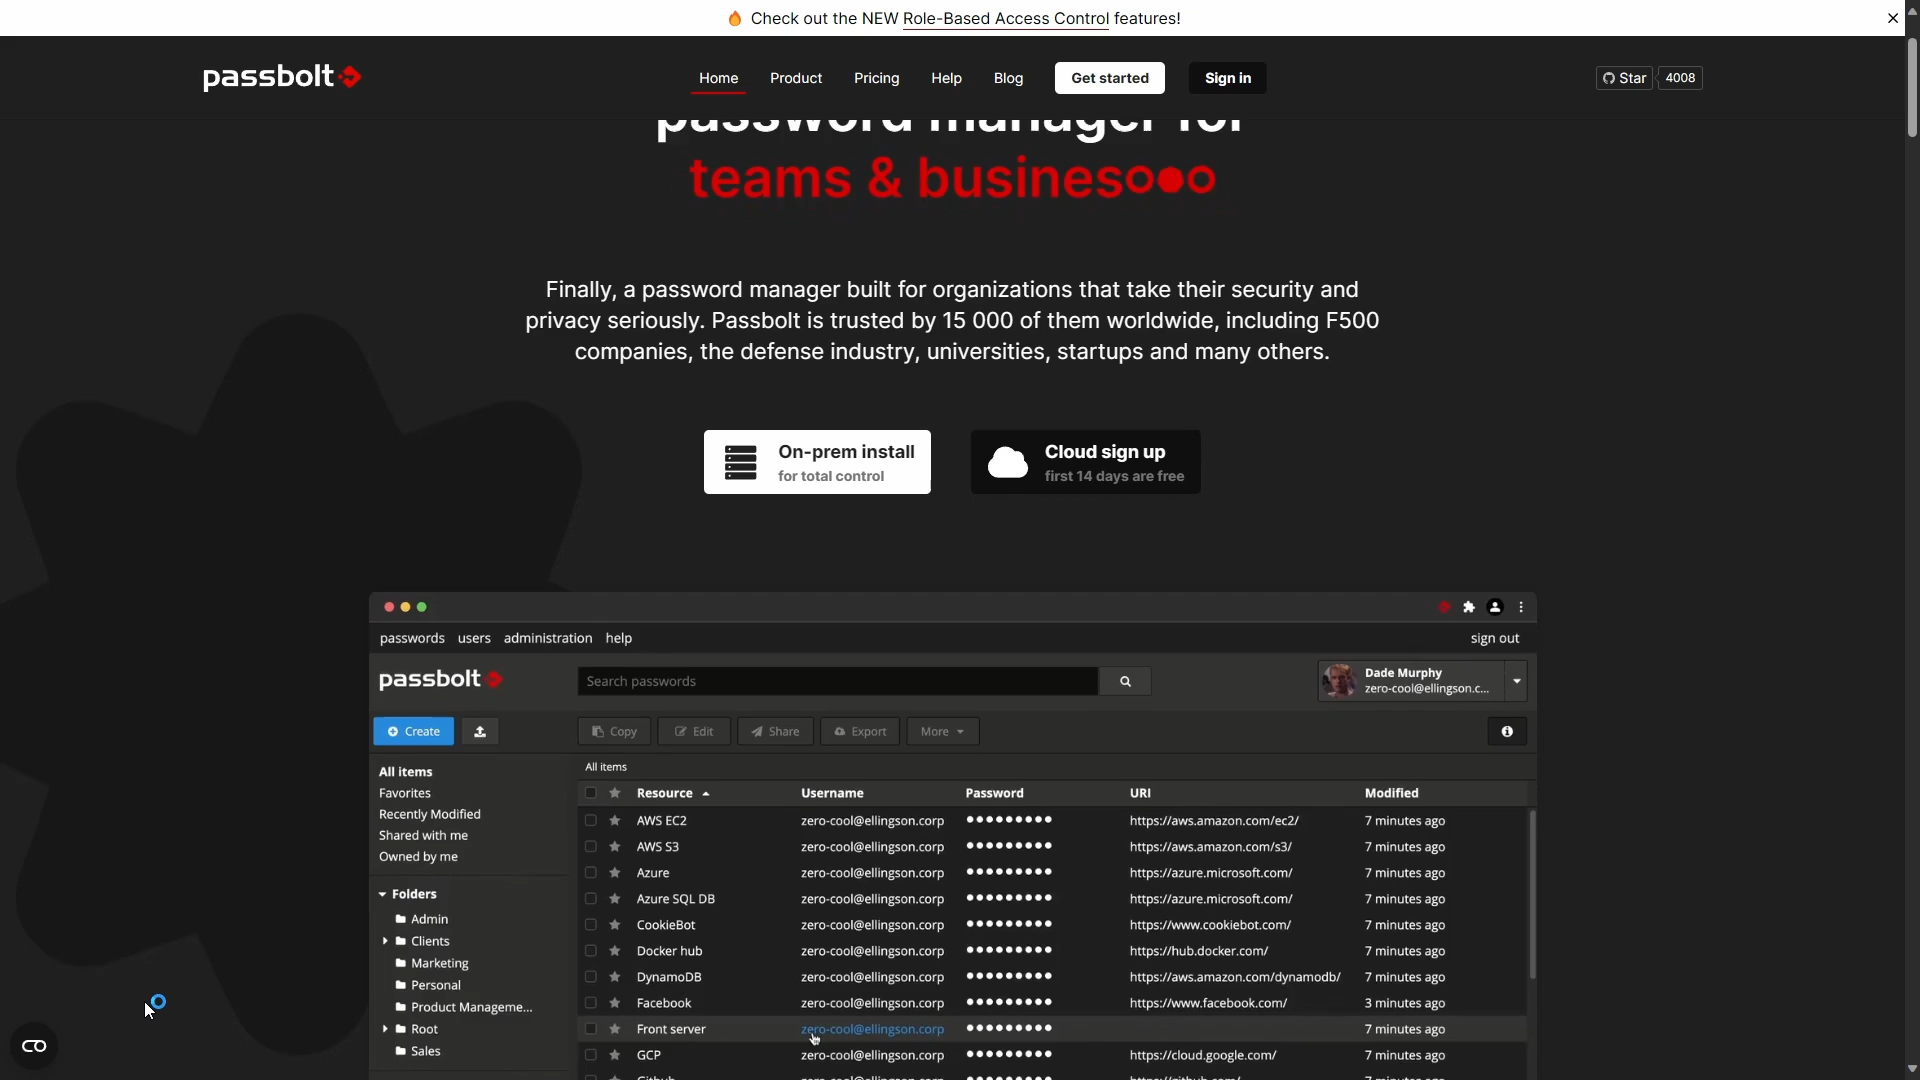 Check out the NEW Role-Based Access Control features!
passbolt
Home
Product
Pricing
Help
Blog
Get started
Sign in
Star
4008
password manager for
teams & busines
Finally, a password manager built for organizations that take their security and
privacy seriously. Passbolt is trusted by 15 000 of them worldwide, including F500
companies, the defense industry, universities, startups and many others.
On-prem install
for total control
Cloud sign up
first 14 days are free
passwords users administration help
sign out
passbolt
Search passwords
Dade Murphy
zero-cool@ellingson.c...
Create
Copy
Edit
Share
Export
More
All items
Favorites
Recently Modified
Shared with me
Owned by me
Folders
Admin
Clients
Marketing
Personal
Product Manageme...
Root
Sales
All items
Resource Username Password URI Modified
AWS EC2 zero-cool@ellingson.corp ●●●●●●●●● https://aws.amazon.com/ec2/ 7 minutes ago
AWS S3 zero-cool@ellingson.corp ●●●●●●●●● https://aws.amazon.com/s3/ 7 minutes ago
Azure zero-cool@ellingson.corp ●●●●●●●●● https://azure.microsoft.com/ 7 minutes ago
Azure SQL DB zero-cool@ellingson.corp ●●●●●●●●● https://azure.microsoft.com/ 7 minutes ago
CookieBot zero-cool@ellingson.corp ●●●●●●●●● https://www.cookiebot.com/ 7 minutes ago
Docker hub zero-cool@ellingson.corp ●●●●●●●●● https://hub.docker.com/ 7 minutes ago
DynamoDB zero-cool@ellingson.corp ●●●●●●●●● https://aws.amazon.com/dynamodb/ 7 minutes ago
Facebook zero-cool@ellingson.corp ●●●●●●●●● https://www.facebook.com/ 3 minutes ago
Front server zero-cool@ellingson.corp ●●●●●●●●● 7 minutes ago
GCP zero-cool@ellingson.corp ●●●●●●●●● https://cloud.google.com/ 7 minutes ago